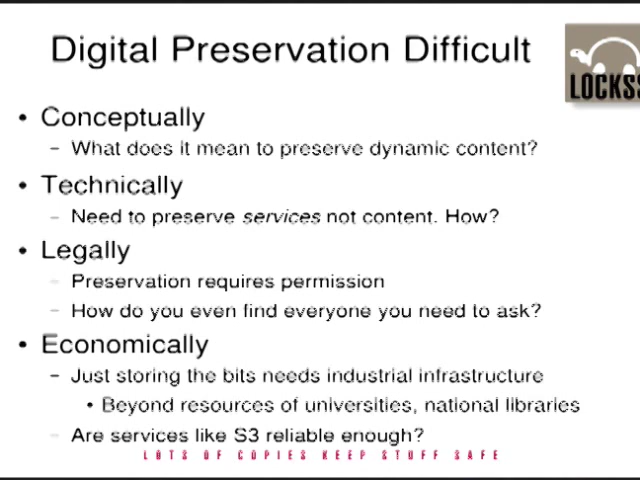 Digital Preservation Difficult
LOCKSS
• Conceptually
– What does it mean to preserve dynamic content?
• Technically
– Need to preserve services not content. How?
• Legally
– Preservation requires permission
– How do you even find everyone you need to ask?
• Economically
– Just storing the bits needs industrial infrastructure
• Beyond resources of universities, national libraries
– Are services like S3 reliable enough?
LOTS OF COPIES KEEP STUFF SAFE